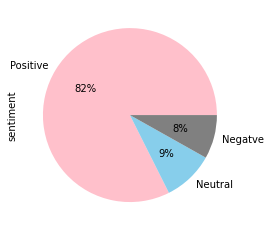 Positive
82%
sentiment
8%
Negatve
9%
Neutral